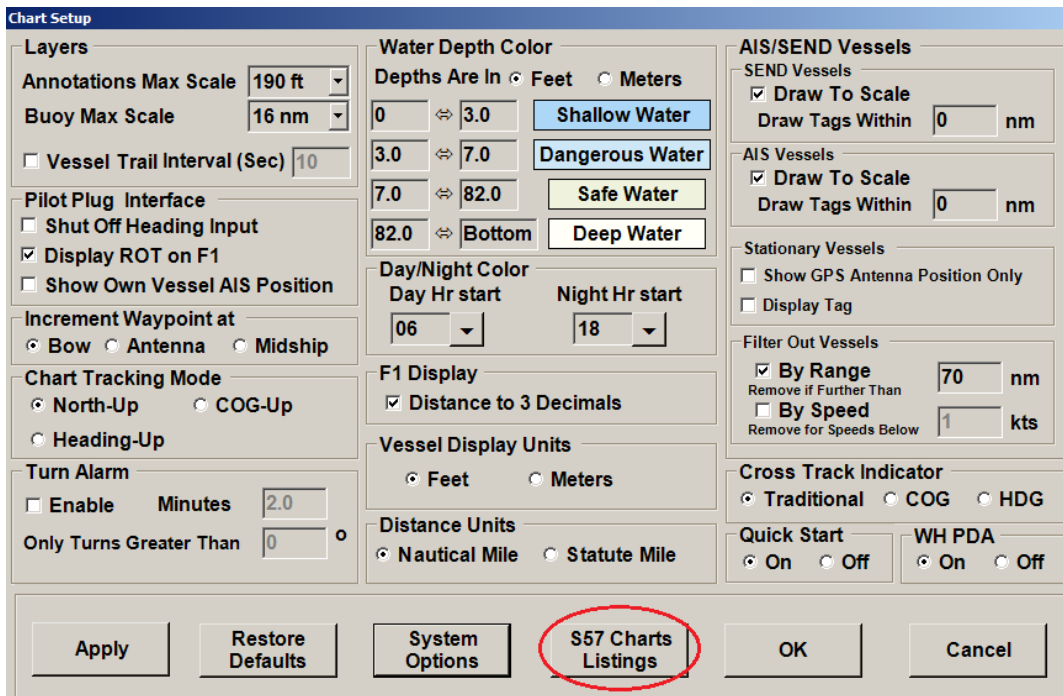 Chart Setup
Layers
Annotations Max Scale 190 ft
Buoy Max Scale 16 nm
Vessel Trail Interval (Sec) 10
Pilot Plug Interface
Shut Off Heading Input
Display ROT on F1
Show Own Vessel AIS Position
Increment Waypoint at
Bow Antenna Midship
Chart Tracking Mode
North-Up COG-Up
Heading-Up
Turn Alarm
Enable Minutes 2.0
Only Turns Greater Than 0 º
Water Depth Color
Depths Are In Feet Meters
0 ⇔ 3.0 Shallow Water
3.0 ⇔ 7.0 Dangerous Water
7.0 ⇔ 82.0 Safe Water
82.0 ⇔ Bottom Deep Water
Day/Night Color
Day Hr start Night Hr start
06 18
F1 Display
Distance to 3 Decimals
Vessel Display Units
Feet Meters
Distance Units
Nautical Mile Statute Mile
AIS/SEND Vessels
SEND Vessels
Draw To Scale
Draw Tags Within 0 nm
AIS Vessels
Draw To Scale
Draw Tags Within 0 nm
Stationary Vessels
Show GPS Antenna Position Only
Display Tag
Filter Out Vessels
By Range 70 nm
Remove if Further Than
By Speed 1 kts
Remove for Speeds Below
Cross Track Indicator
Traditional COG HDG
Quick Start
On Off
WH PDA
On Off
Apply
Restore
Defaults
System
Options
S57 Charts
Listings
OK
Cancel